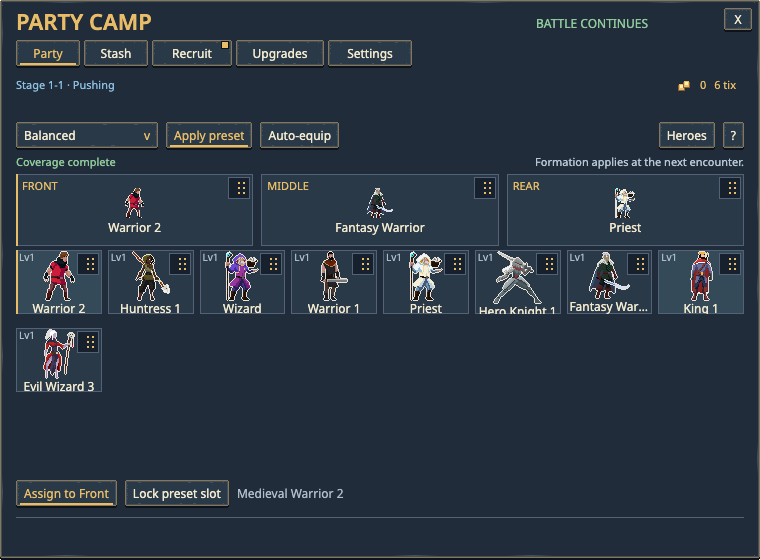 PARTY CAMP
BATTLE CONTINUES
X
Party
Stash
Recruit
Upgrades
Settings
Stage 1-1 · Pushing
0 6 tix
Balanced v
Apply preset
Auto-equip
Heroes
?
Coverage complete
Formation applies at the next encounter.
FRONT
Warrior 2
MIDDLE
Fantasy Warrior
REAR
Priest
Lv1
Warrior 2
Lv1
Huntress 1
Lv1
Wizard
Lv1
Warrior 1
Lv1
Priest
Lv1
Hero Knight 1
Lv1
Fantasy War...
Lv1
King 1
Lv1
Evil Wizard 3
Assign to Front
Lock preset slot
Medieval Warrior 2